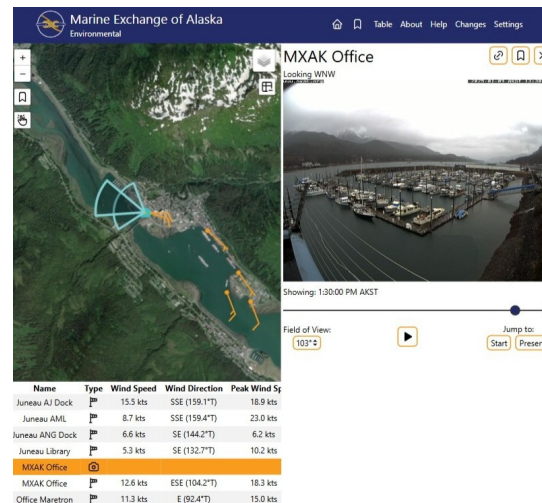 Marine Exchange of Alaska
Environmental
Table About Help Changes Settings
MXAK Office
Looking WNW
Showing: 1:30:00 PM AKST
Field of View:
103°
Jump to:
Start Presen
Name Type Wind Speed Wind Direction Peak Wind Sp
Juneau AJ Dock 15.5 kts SSE (159.1°T) 18.9 kts
Juneau AML 8.7 kts SSE (159.4°T) 23.0 kts
Juneau ANG Dock 6.6 kts SE (144.2°T) 6.2 kts
Juneau Library 5.3 kts SE (132.7°T) 10.2 kts
MXAK Office
MXAK Office 12.6 kts ESE (104.2°T) 18.3 kts
Office Maretron 11.3 kts E (92.4°T) 15.0 kts